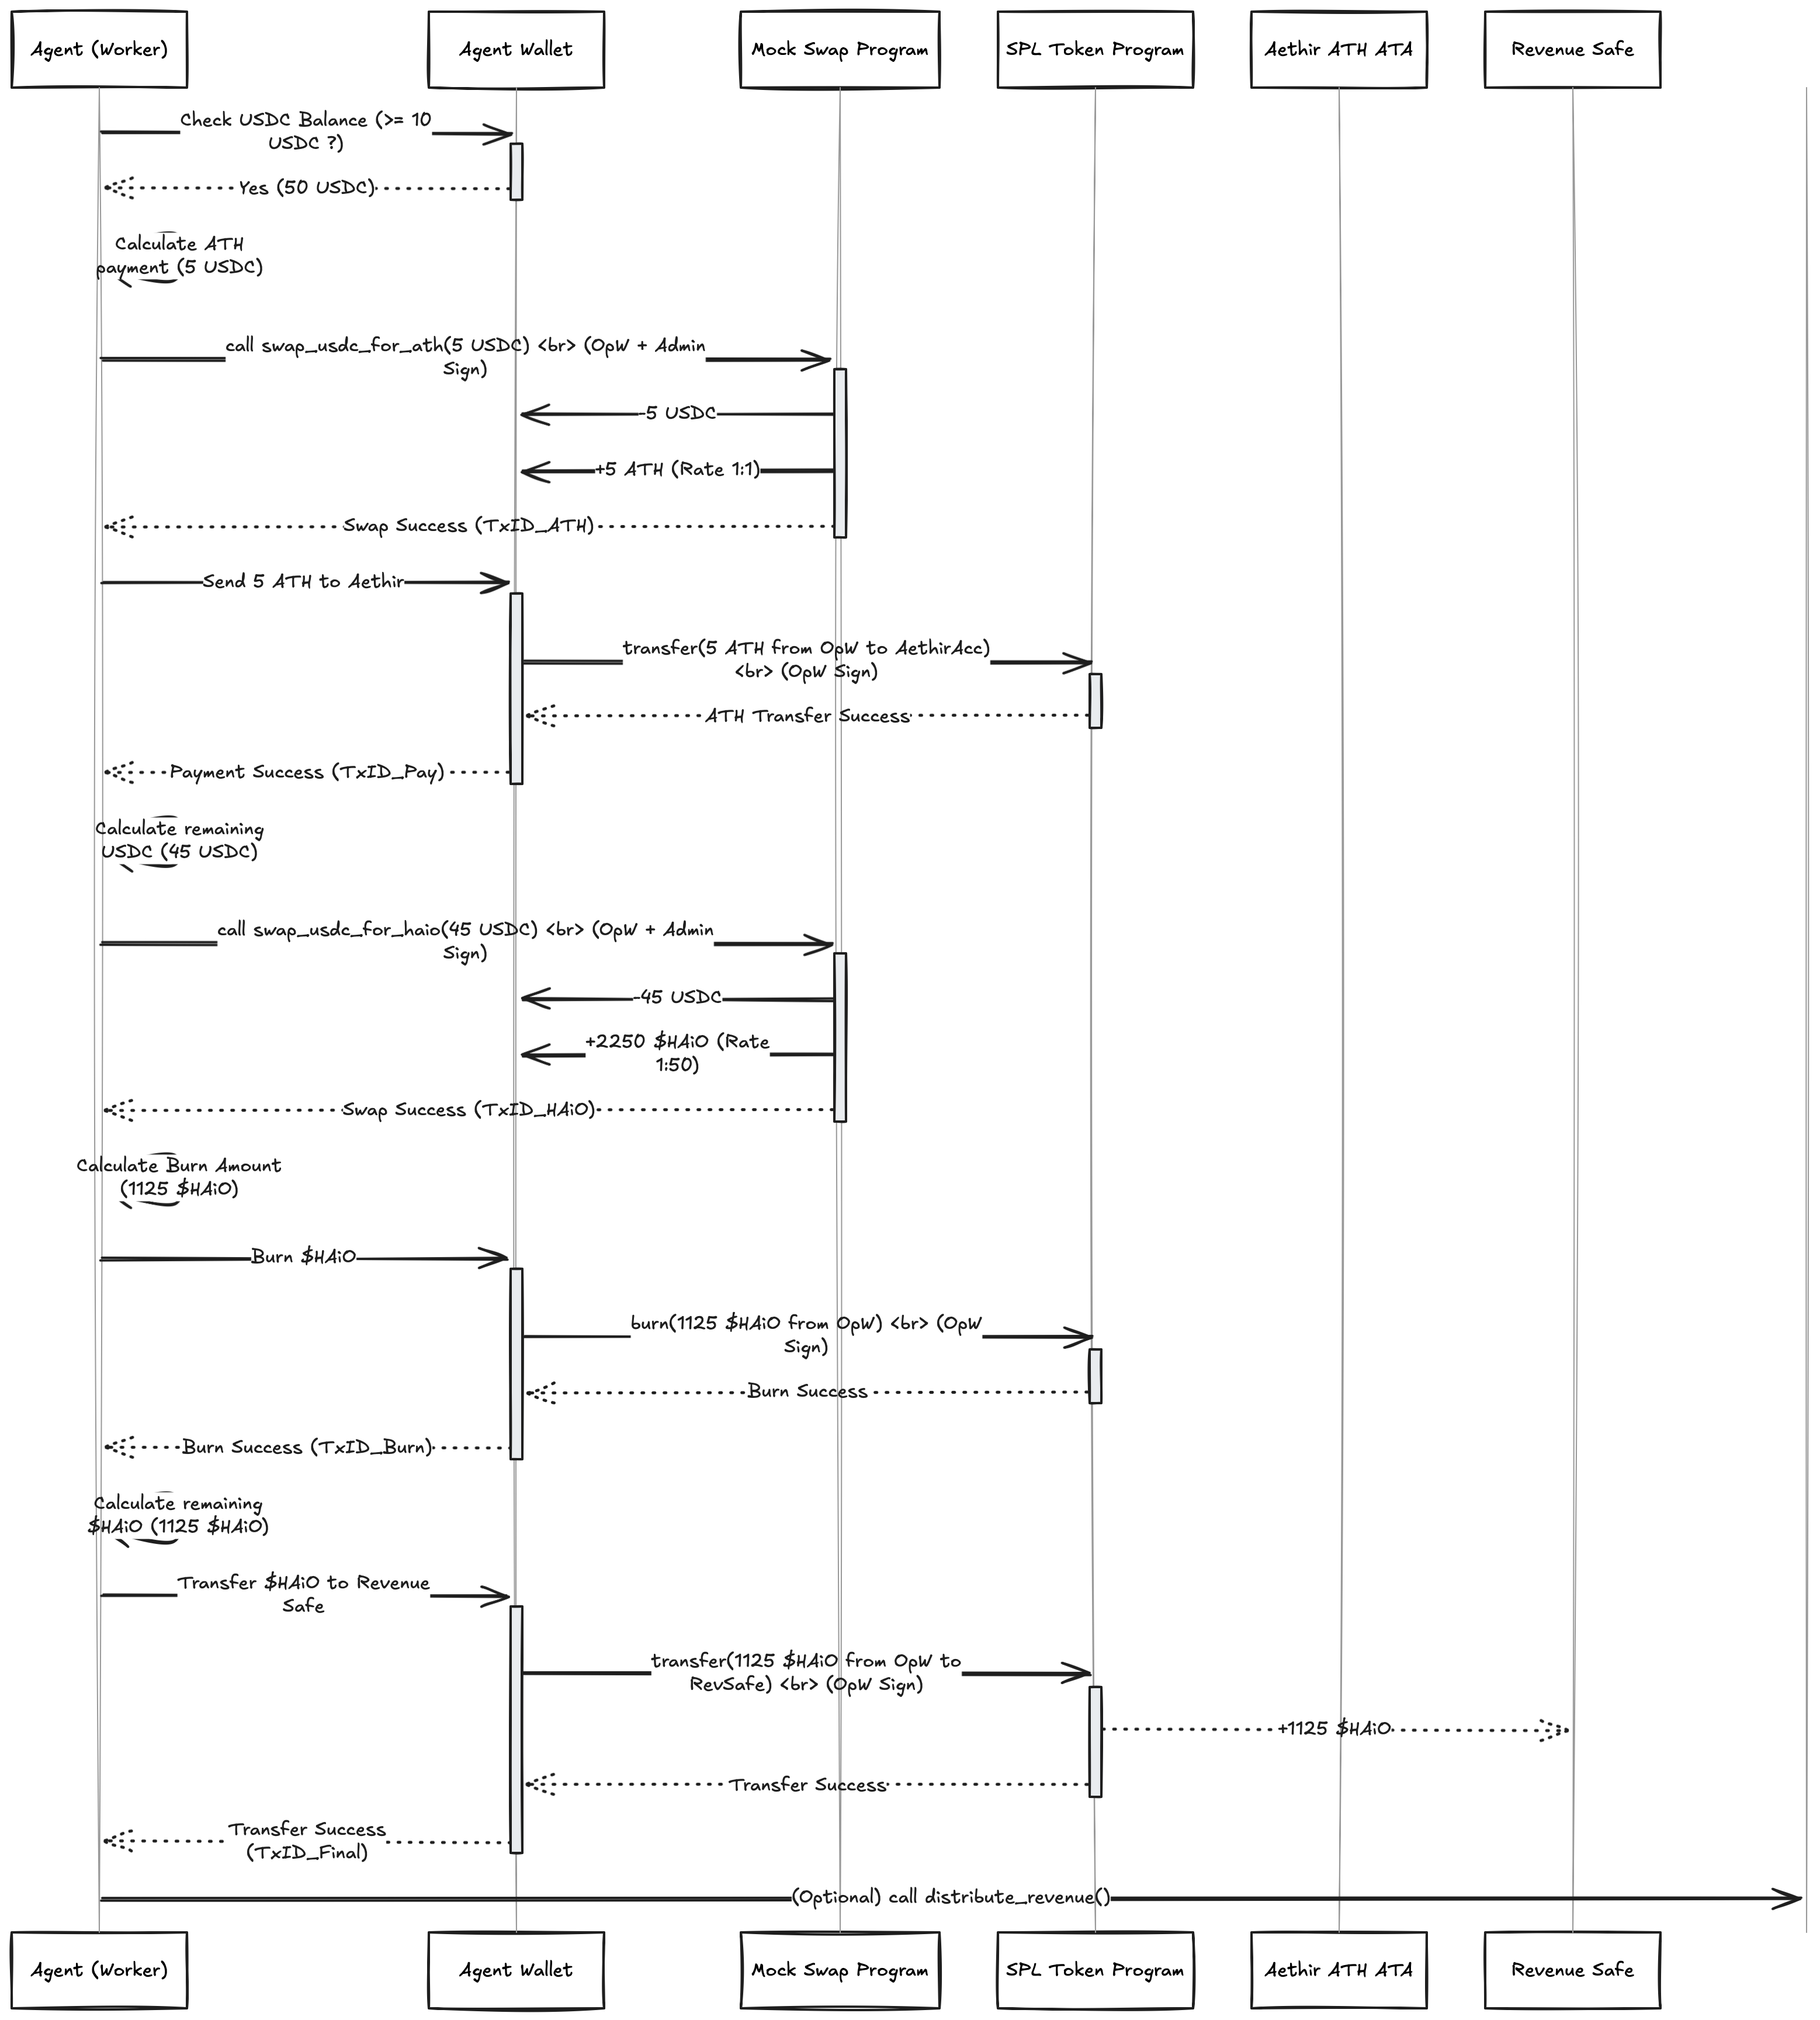 Agent (Worker)
Agent Wallet
Mock Swap Program
SPL Token Program
Aethir ATH ATA
Revenue Safe
Check USDC Balance (>= 10
USDC ?)
Yes (50 USDC)
Calculate ATH
payment (5 USDC)
call swap_usdc_for_ath(5 USDC) <br> (OpW + Admin
Sign)
-5 USDC
+5 ATH (Rate 1:1)
Swap Success (TxID_ATH)
Send 5 ATH to Aethir
transfer(5 ATH from OpW to AethirAcc)
<br> (OpW Sign)
ATH Transfer Success
Payment Success (TxID_Pay)
Calculate remaining
USDC (45 USDC)
call swap_usdc_for_haio(45 USDC) <br> (OpW + Admin
Sign)
-45 USDC
+2250 $HAiO (Rate
1:50)
Swap Success (TxID_HAiO)
Calculate Burn Amount
(1125 $HAiO)
Burn $HAiO
burn(1125 $HAiO from OpW) <br> (OpW
Sign)
Burn Success
Burn Success (TxID_Burn)
Calculate remaining
$HAiO (1125 $HAiO)
Transfer $HAiO to Revenue
Safe
transfer(1125 $HAiO from OpW to
RevSafe) <br> (OpW Sign)
+1125 $HAiO
Transfer Success
Transfer Success
(TxID_Final)
(Optional) call distribute_revenue()
Agent (Worker)
Agent Wallet
Mock Swap Program
SPL Token Program
Aethir ATH ATA
Revenue Safe